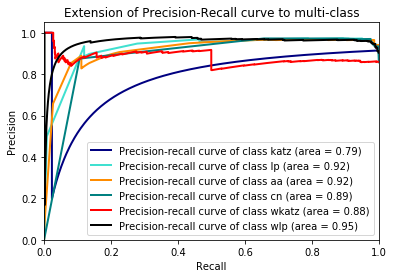 Extension of Precision-Recall curve to multi-class
1.0
0.8
0.6
0.4
0.2
0.0
Precision
Precision-recall curve of class katz (area = 0.79)
Precision-recall curve of class lp (area = 0.92)
Precision-recall curve of class aa (area = 0.92)
Precision-recall curve of class cn (area = 0.89)
Precision-recall curve of class wkatz (area = 0.88)
Precision-recall curve of class wlp (area = 0.95)
0.0 0.2 0.4 0.6 0.8 1.0
Recall